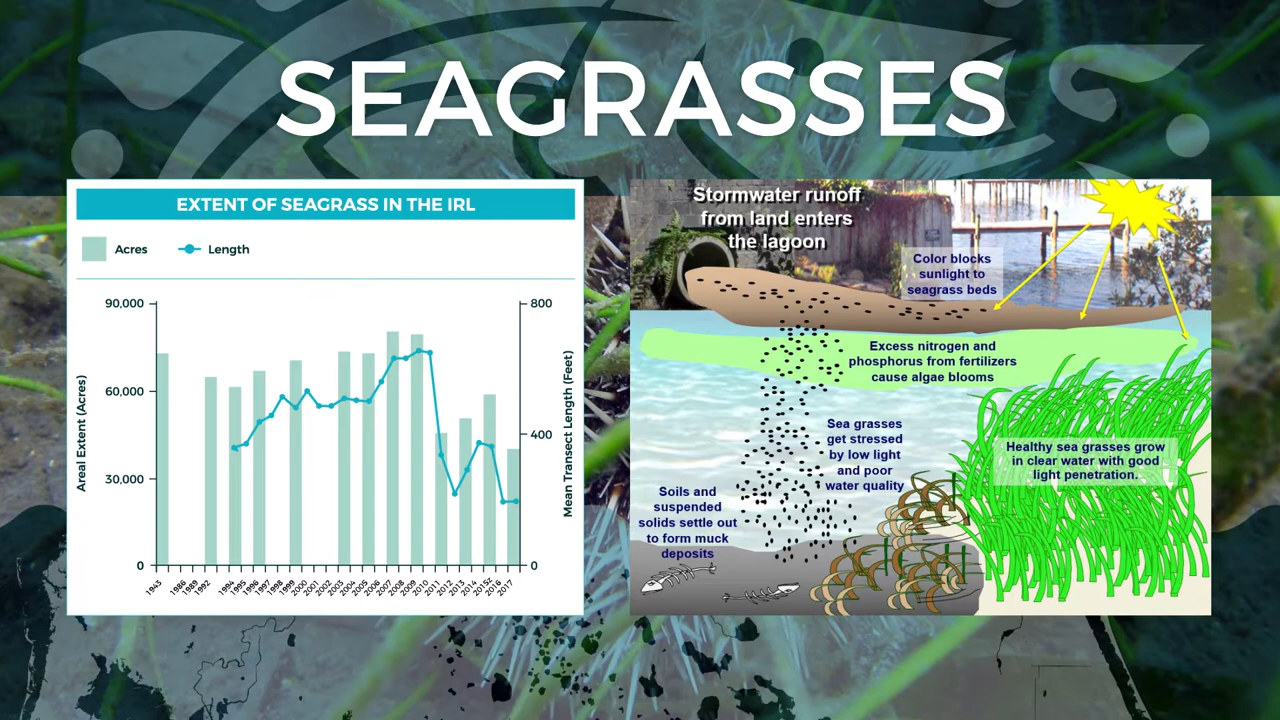 SEAGRASSES
EXTENT OF SEAGRASS IN THE IRL
Acres
Length
90,000
60,000
30,000
0
Areal Extent (Acres)
800
400
0
Mean Transect Length (Feet)
1943
1986
1989
1992
1994
1995
1996
1997
1998
1999
2000
2001
2002
2003
2005
2006
2007
2008
2009
2010
2011
2012
2013
2014
2016
2017
Stormwater runoff
from land enters
the lagoon
Color blocks
sunlight to
seagrass beds
Excess nitrogen and
phosphorus from fertilizers
cause algae blooms
Sea grasses
get stressed
by low light
and poor
water quality
Healthy sea grasses grow
in clear water with good
light penetration.
Soils and
suspended
solids settle out
to form muck
deposits